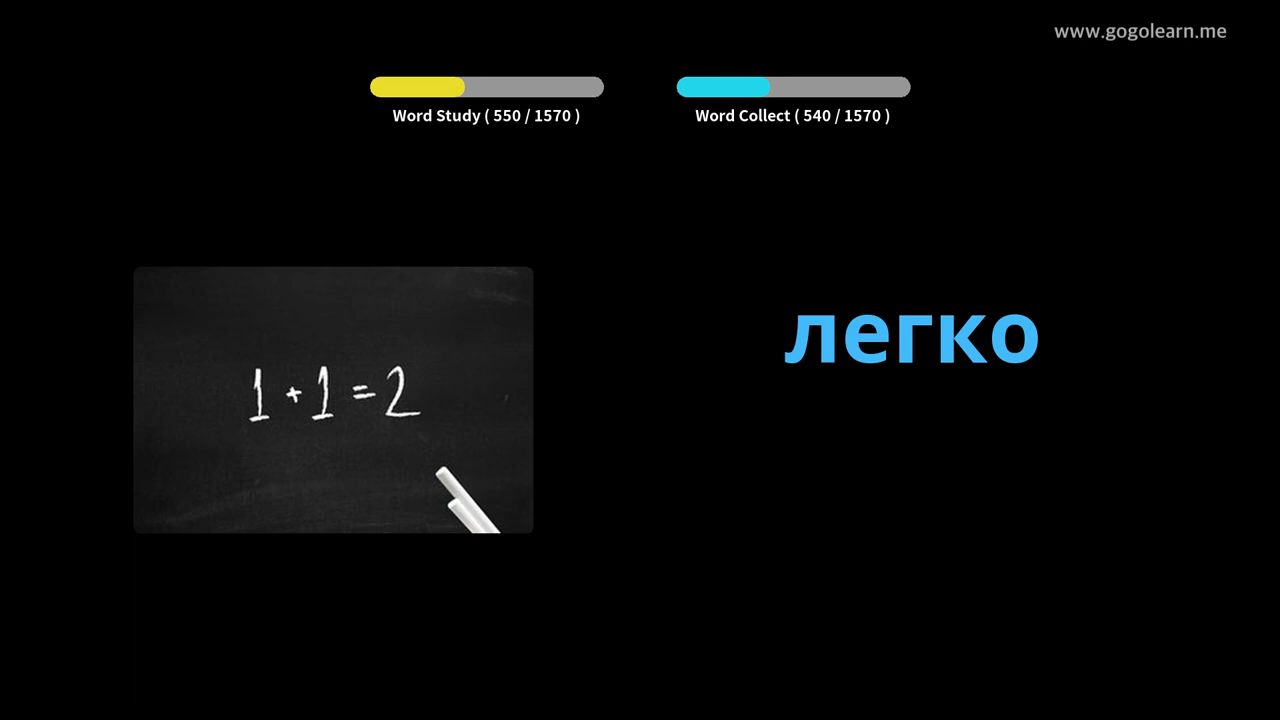 www.gogolearn.me
Word Study ( 550 / 1570 )
Word Collect ( 540 / 1570 )
легко
1 + 1 = 2